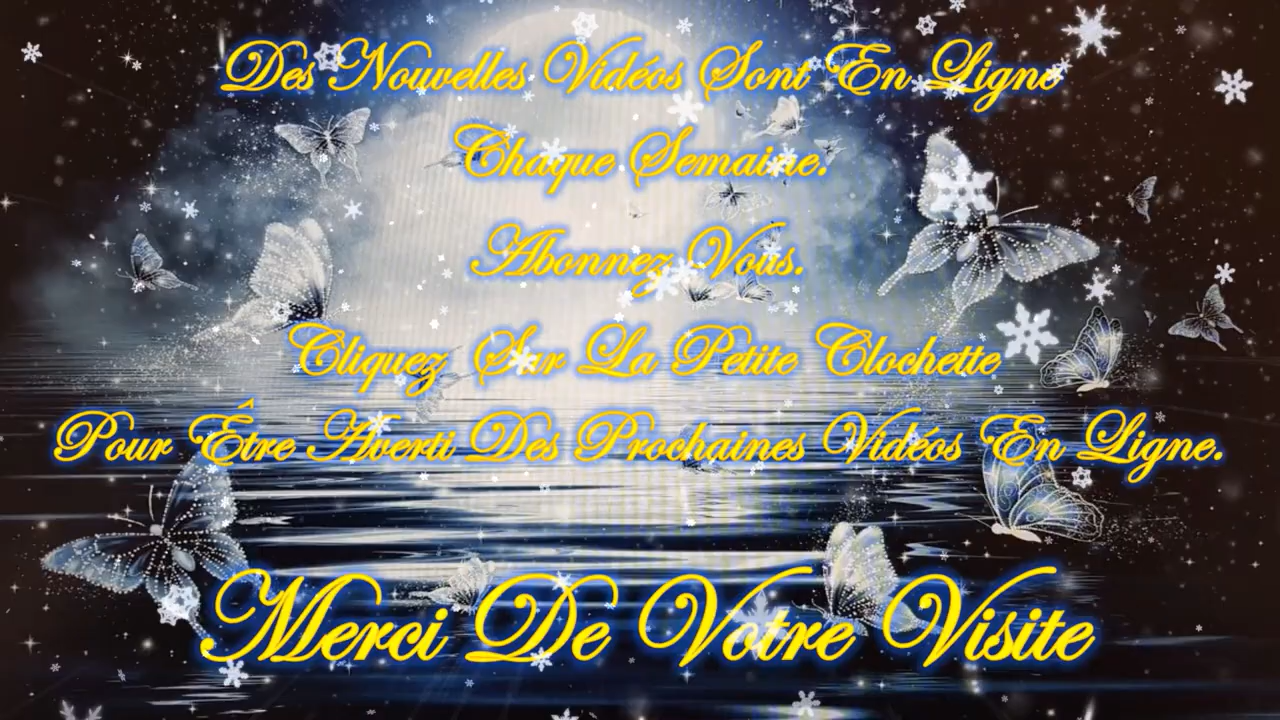 Des Nouvelles Vidéos Sont En Ligne
Chaque Semaine.
Abonnez Vous.
Cliquez Sur La Petite Clochette
Pour Être Averti Des Prochaines Vidéos En Ligne.
Merci De Votre Visite